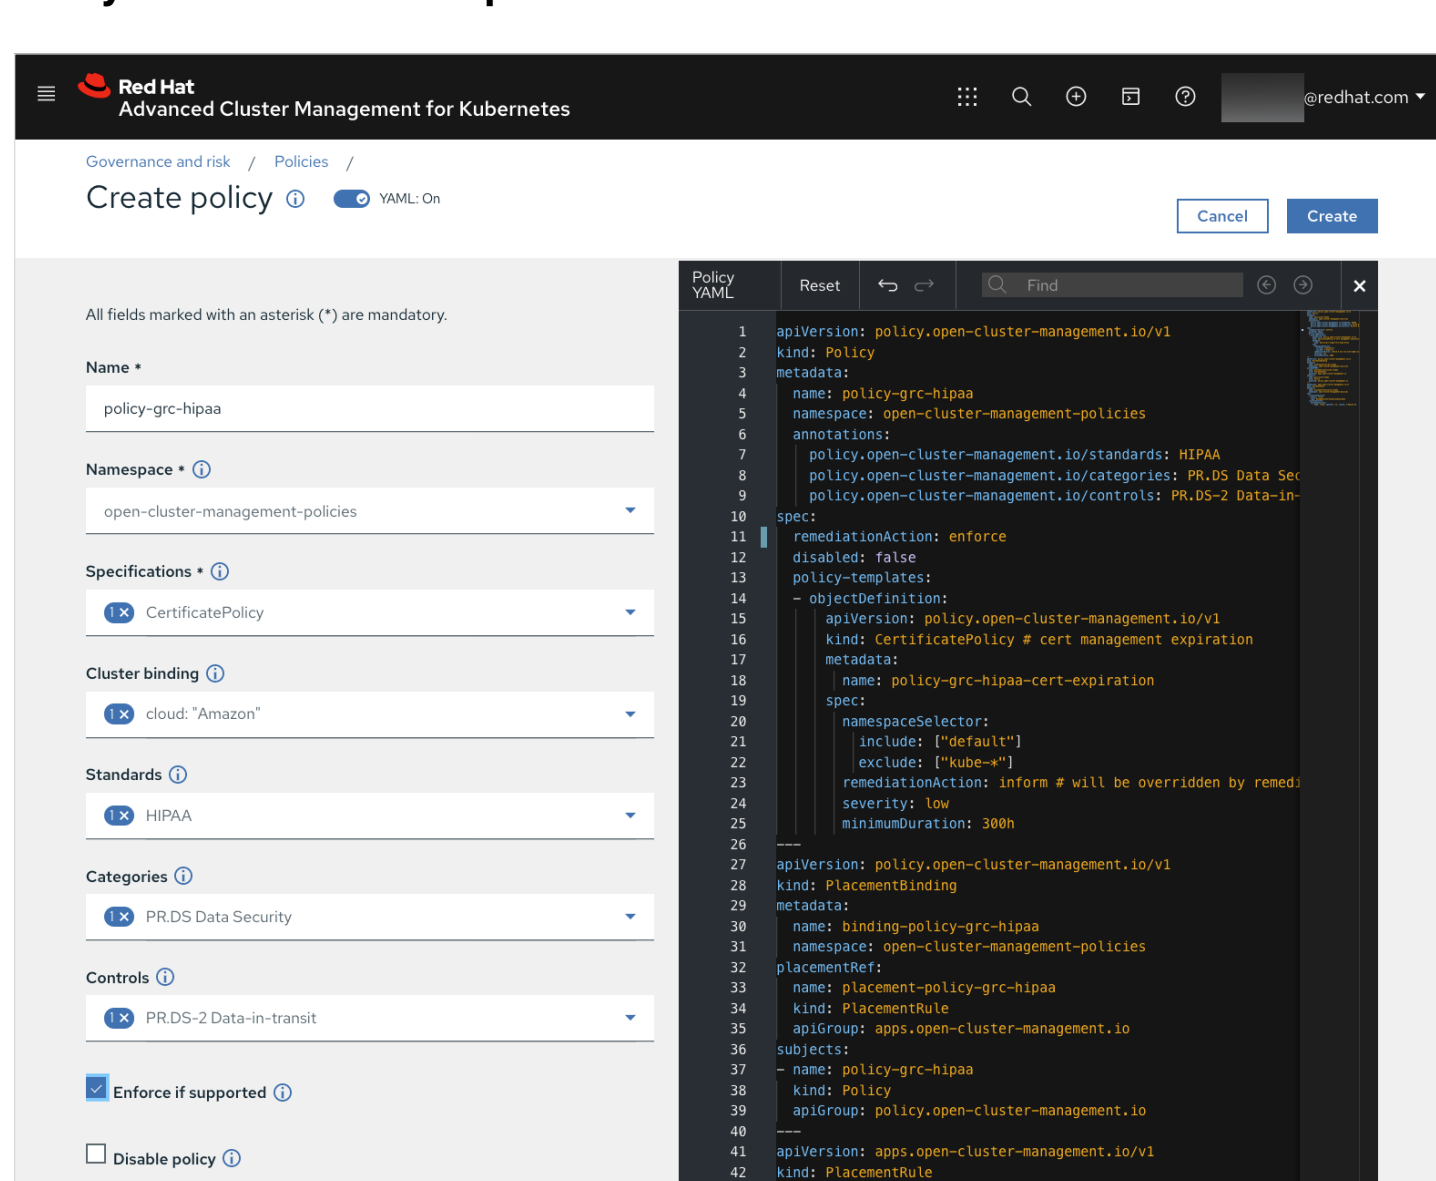 Red Hat
Advanced Cluster Management for Kubernetes
@redhat.com
Governance and risk / Policies /
Create policy
YAML: On
Cancel
Create
All fields marked with an asterisk (*) are mandatory.
Name *
policy-grc-hipaa
Namespace *
open-cluster-management-policies
Specifications *
1 × CertificatePolicy
Cluster binding
1 × cloud: "Amazon"
Standards
1 × HIPAA
Categories
1 × PR.DS Data Security
Controls
1 × PR.DS-2 Data-in-transit
Enforce if supported
Disable policy
Policy
YAML
Reset
Find
1 apiVersion: policy.open-cluster-management.io/v1
2 kind: Policy
3 metadata:
4 name: policy-grc-hipaa
5 namespace: open-cluster-management-policies
6 annotations:
7 policy.open-cluster-management.io/standards: HIPAA
8 policy.open-cluster-management.io/categories: PR.DS Data Sec
9 policy.open-cluster-management.io/controls: PR.DS-2 Data-in-
10 spec:
11 remediationAction: enforce
12 disabled: false
13 policy-templates:
14 - objectDefinition:
15 apiVersion: policy.open-cluster-management.io/v1
16 kind: CertificatePolicy # cert management expiration
17 metadata:
18 name: policy-grc-hipaa-cert-expiration
19 spec:
20 namespaceSelector:
21 include: ["default"]
22 exclude: ["kube-*"]
23 remediationAction: inform # will be overridden by remedi
24 severity: low
25 minimumDuration: 300h
26 ---
27 apiVersion: policy.open-cluster-management.io/v1
28 kind: PlacementBinding
29 metadata:
30 name: binding-policy-grc-hipaa
31 namespace: open-cluster-management-policies
32 placementRef:
33 name: placement-policy-grc-hipaa
34 kind: PlacementRule
35 apiGroup: apps.open-cluster-management.io
36 subjects:
37 - name: policy-grc-hipaa
38 kind: Policy
39 apiGroup: policy.open-cluster-management.io
40 ---
41 apiVersion: apps.open-cluster-management.io/v1
42 kind: PlacementRule